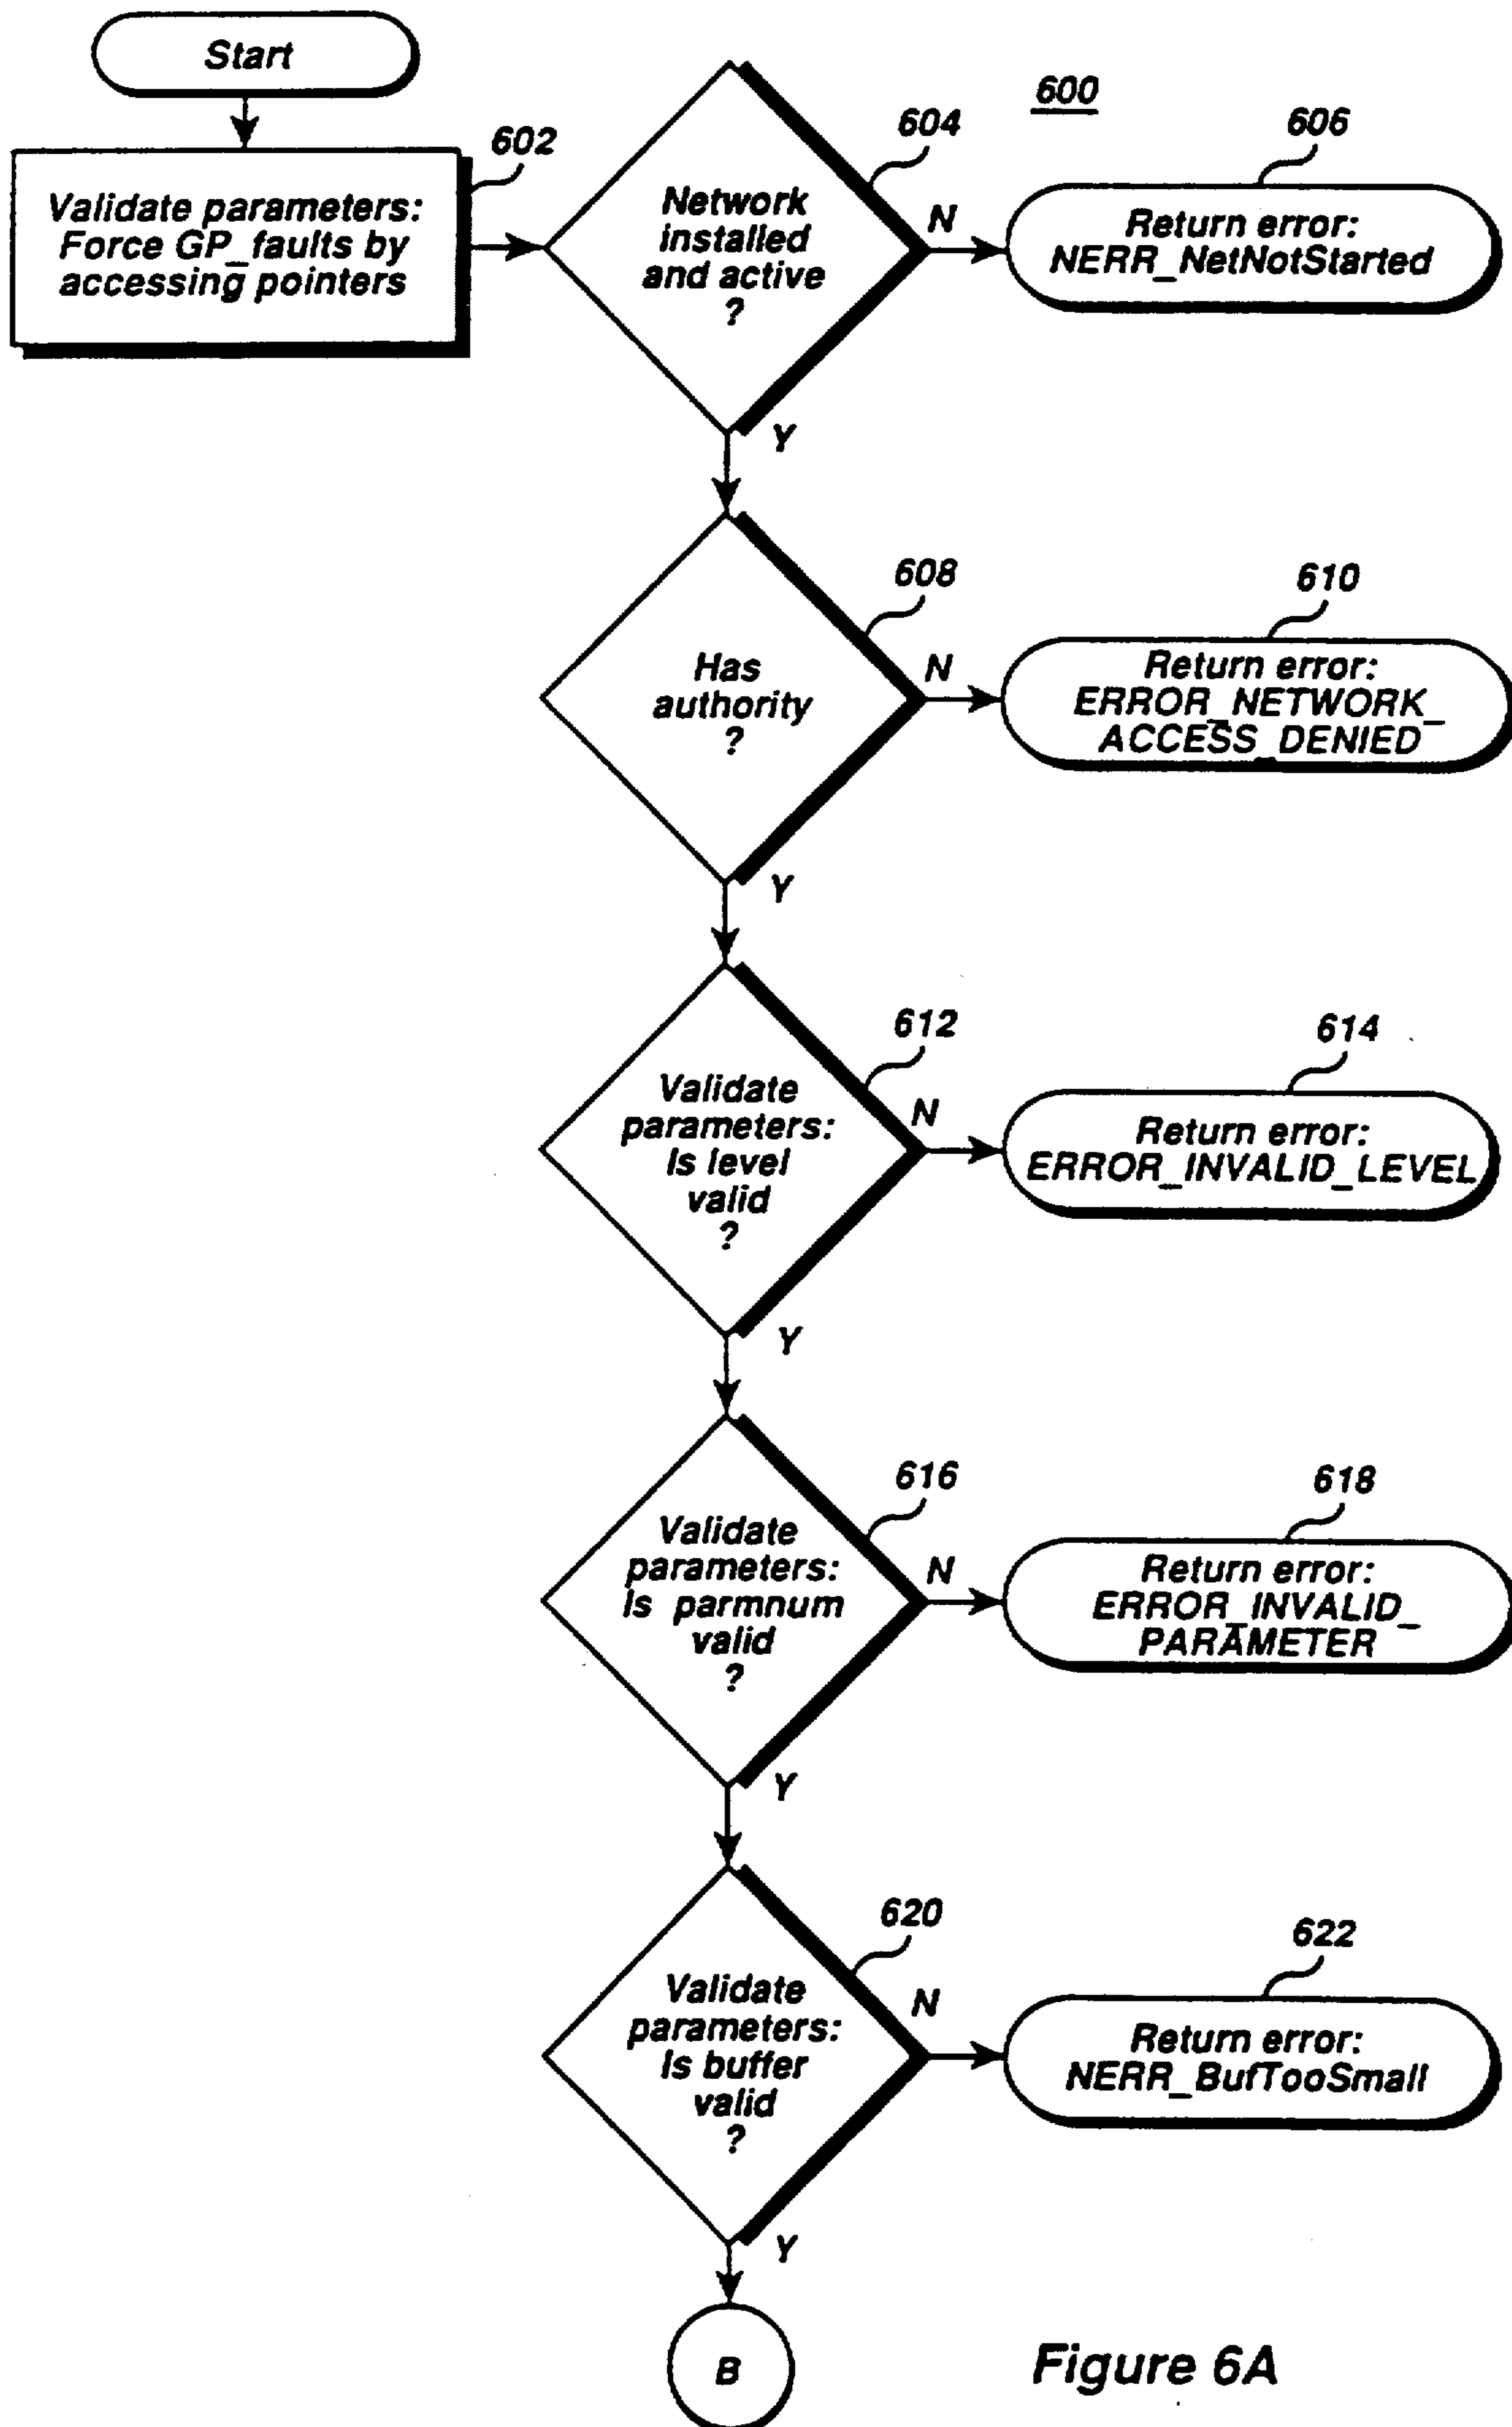 Start
600
602
Validate parameters:
Force GP_faults by
accessing pointers
604
Network
installed
and active
?
N
606
Return error:
NERR_NetNotStarted
Y
608
Has
authority
?
N
610
Return error:
ERROR_NETWORK_
ACCESS_DENIED
Y
612
Validate
parameters:
Is level
valid
?
N
614
Return error:
ERROR_INVALID_LEVEL
Y
616
Validate
parameters:
Is parmnum
valid
?
N
618
Return error:
ERROR_INVALID_
PARAMETER
Y
620
Validate
parameters:
Is buffer
valid
?
N
622
Return error:
NERR_BufTooSmall
Y
B
Figure 6A